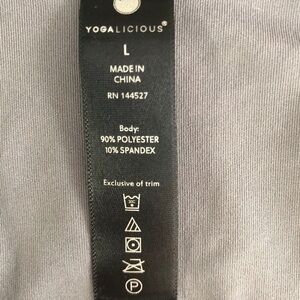 YOGALICIOUS®
L
MADE IN
CHINA
RN 144527
Body:
90% POLYESTER
10% SPANDEX
Exclusive of trim
P